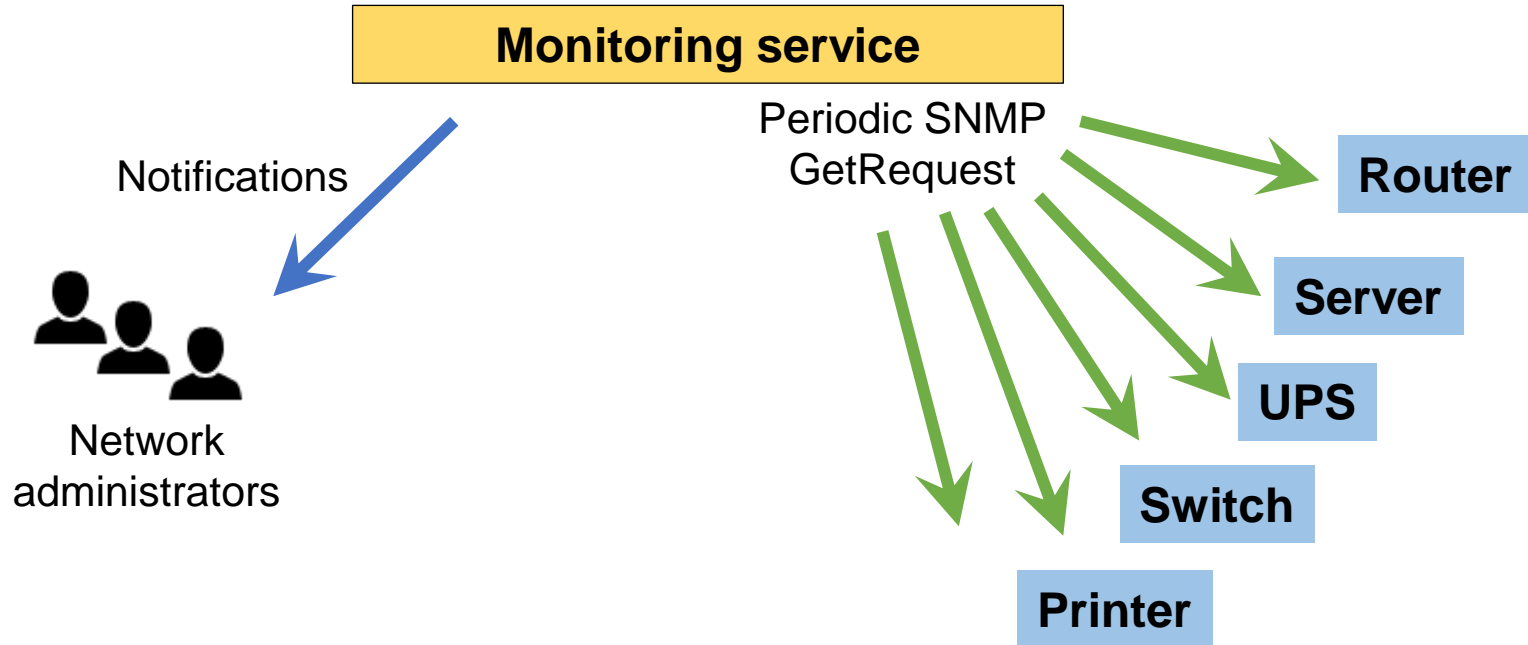 Monitoring service
Periodic SNMP
GetRequest
Notifications
Router
Server
Network
administrators
UPS
Switch
Printer